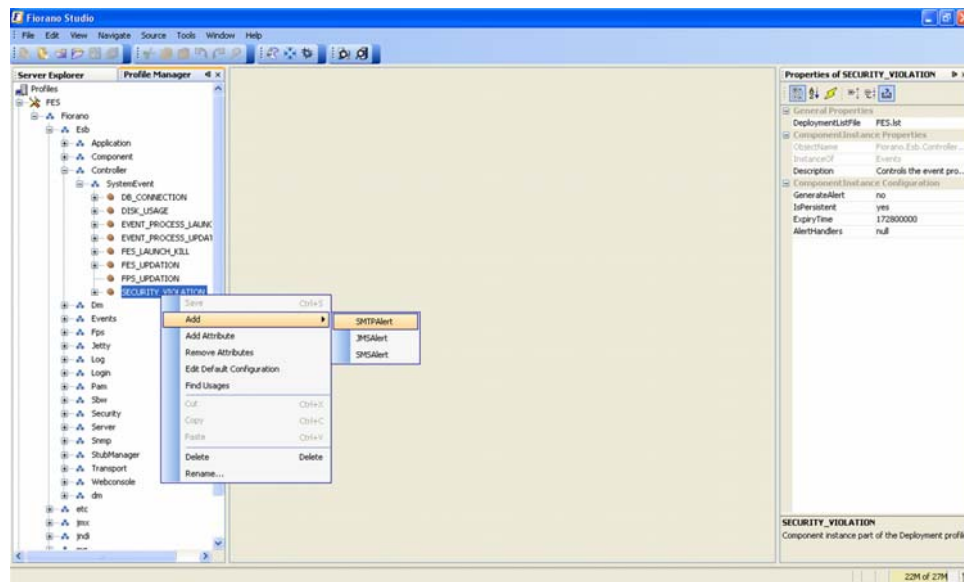 Fiorano Studio
File Edit View Navigate Source Tools Window Help
Server Explorer Profile Manager
Profiles
FES
Fiorano
Esb
Application
Component
Controller
SystemEvent
DB_CONNECTION
DISK_USAGE
EVENT_PROCESS_LAUNC
EVENT_PROCESS_UPDAT
FES_LAUNCH_KILL
FES_UPDATION
FPS_UPDATION
SECURITY_VIOLATION
Dm
Events
Fps
Jetty
Log
Login
Pam
Sbw
Security
Server
Snmp
StubManager
Transport
Webconsole
dm
etc
jmx
jndi
Save Ctrl+S
Add
Add Attribute
Remove Attributes
Edit Default Configuration
Find Usages
Cut Ctrl+X
Copy Ctrl+C
Paste Ctrl+V
Delete Delete
Rename...
SMTPAlert
JMSAlert
SMSAlert
Properties of SECURITY_VIOLATION
General Properties
DeploymentListFile FES.lst
ComponentInstance Properties
ObjectName Fiorano.Esb.Controller...
InstanceOf Events
Description Controls the event pro...
ComponentInstance Configuration
GenerateAlert no
IsPersistent yes
ExpiryTime 172800000
AlertHandlers null
SECURITY_VIOLATION
Component instance part of the Deployment profil
22M of 27M